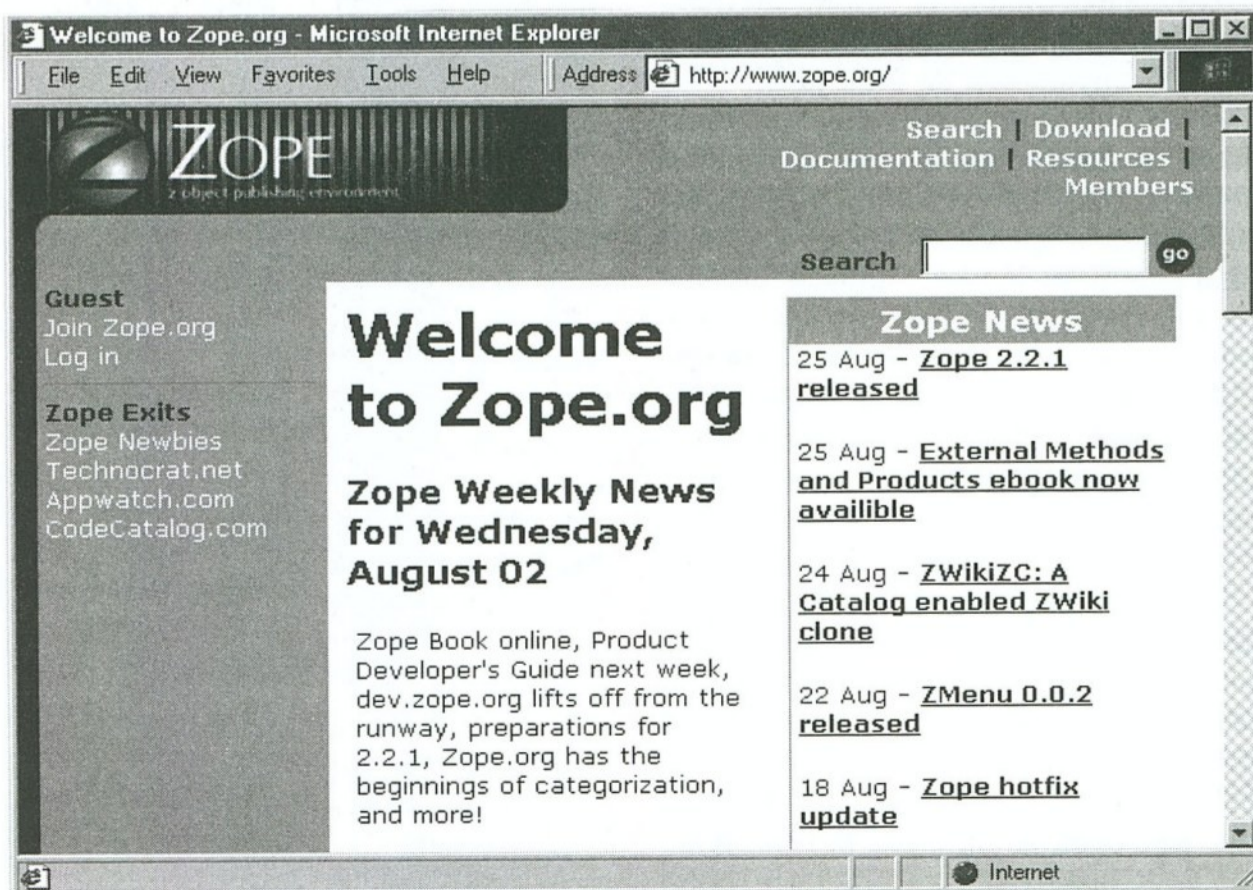 Welcome to Zope.org - Microsoft Internet Explorer
File Edit View Favorites Tools Help Address http://www.zope.org/
ZOPE
z object publishing environment
Search | Download |
Documentation | Resources |
Members
Search go
Guest
Join Zope.org
Log in
Zope Exits
Zope Newbies
Technocrat.net
Appwatch.com
CodeCatalog.com
Welcome
to Zope.org
Zope Weekly News
for Wednesday,
August 02
Zope Book online, Product
Developer's Guide next week,
dev.zope.org lifts off from the
runway, preparations for
2.2.1, Zope.org has the
beginnings of categorization,
and more!
Zope News
25 Aug - Zope 2.2.1
released
25 Aug - External Methods
and Products ebook now
availible
24 Aug - ZWikiZC: A
Catalog enabled ZWiki
clone
22 Aug - ZMenu 0.0.2
released
18 Aug - Zope hotfix
update
Internet